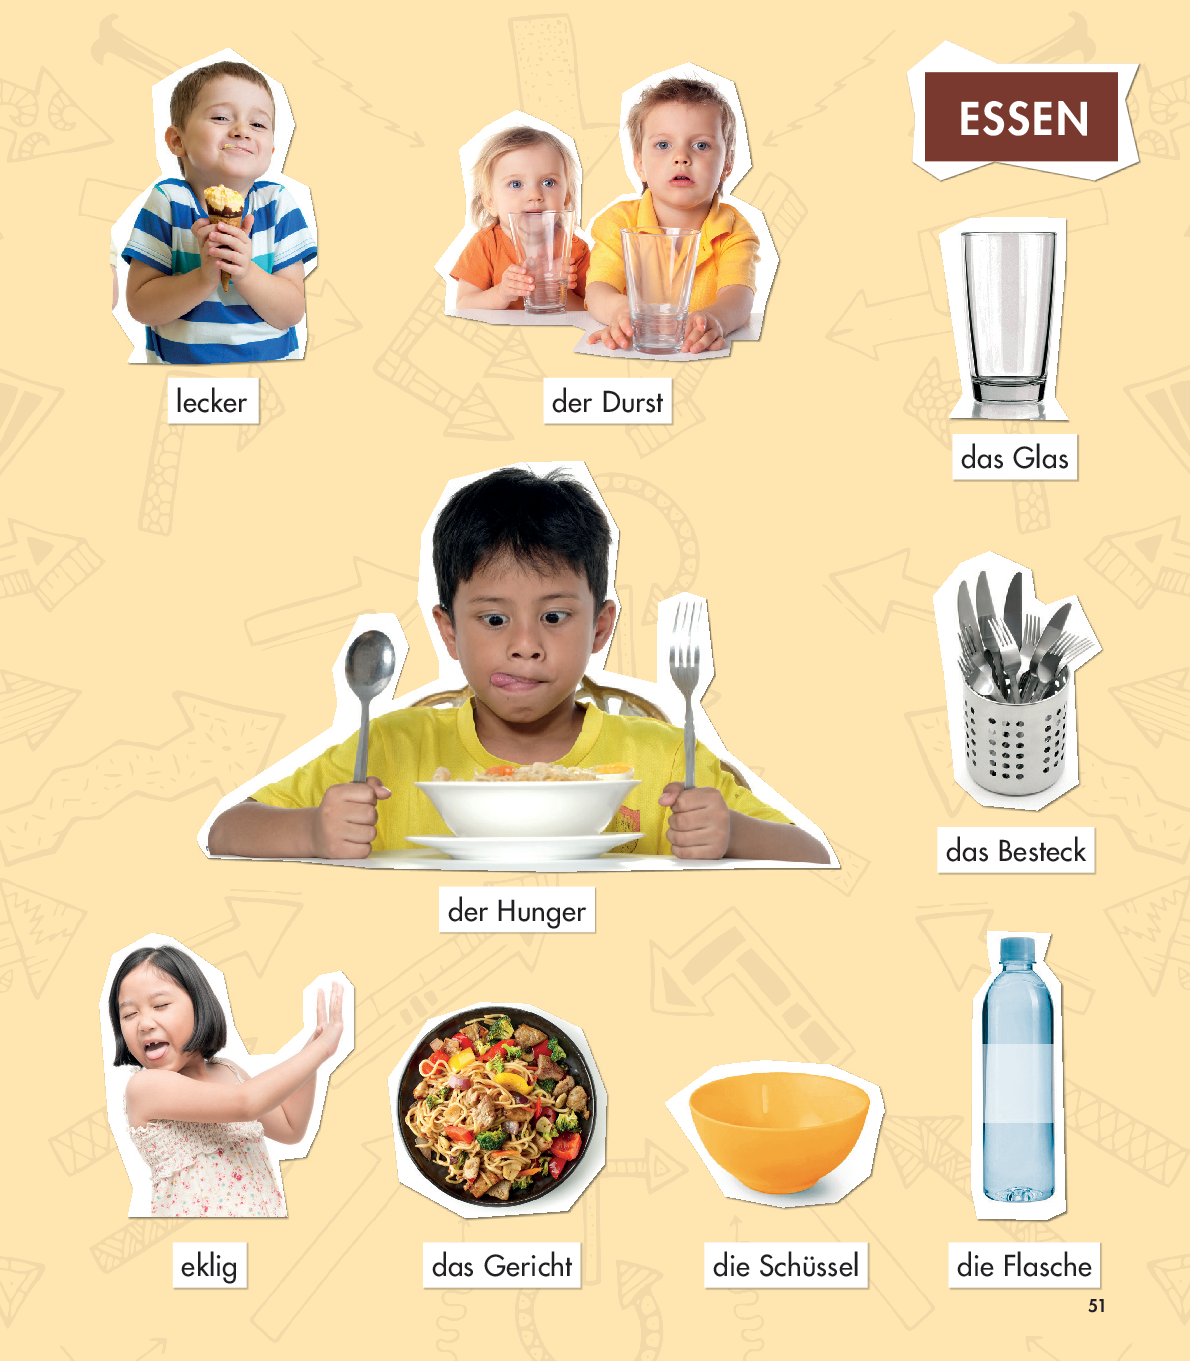 ESSEN
lecker
der Durst
das Glas
der Hunger
das Besteck
eklig
das Gericht
die Schüssel
die Flasche
51